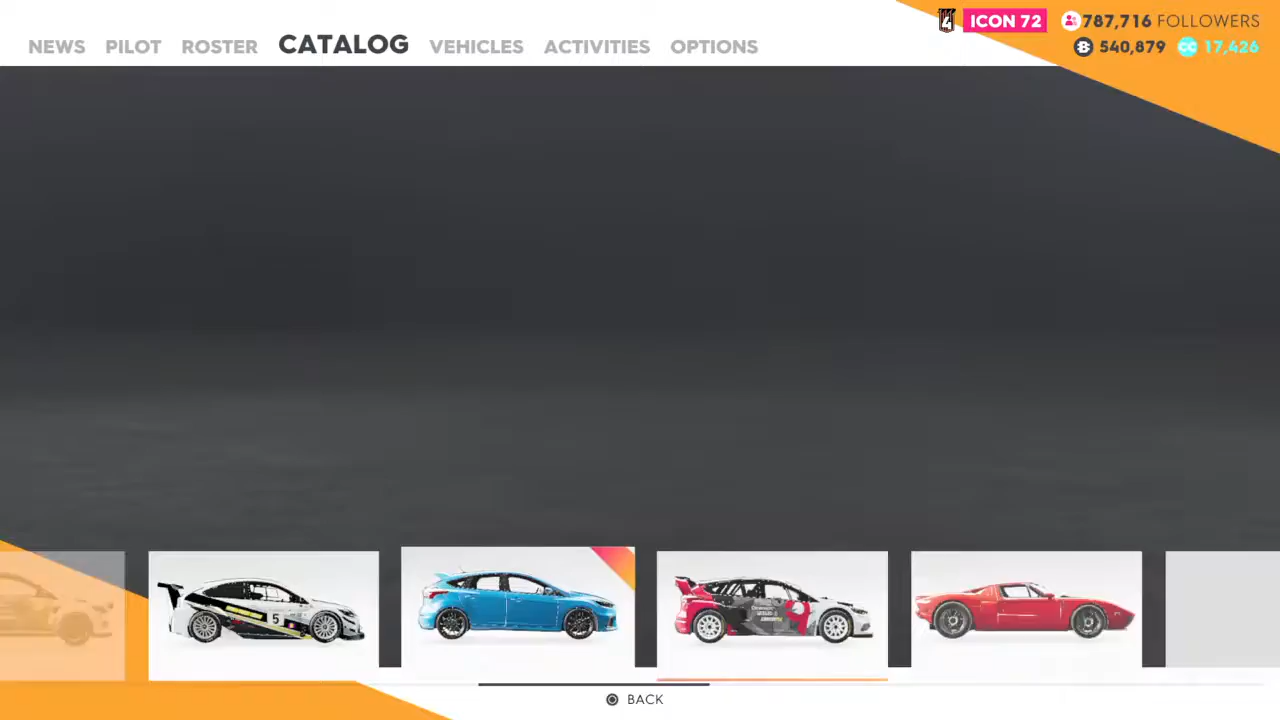 4 ICON 72 787,716 FOLLOWERS
NEWS PILOT ROSTER CATALOG VEHICLES ACTIVITIES OPTIONS
540,879 CC 17,426
5
BACK